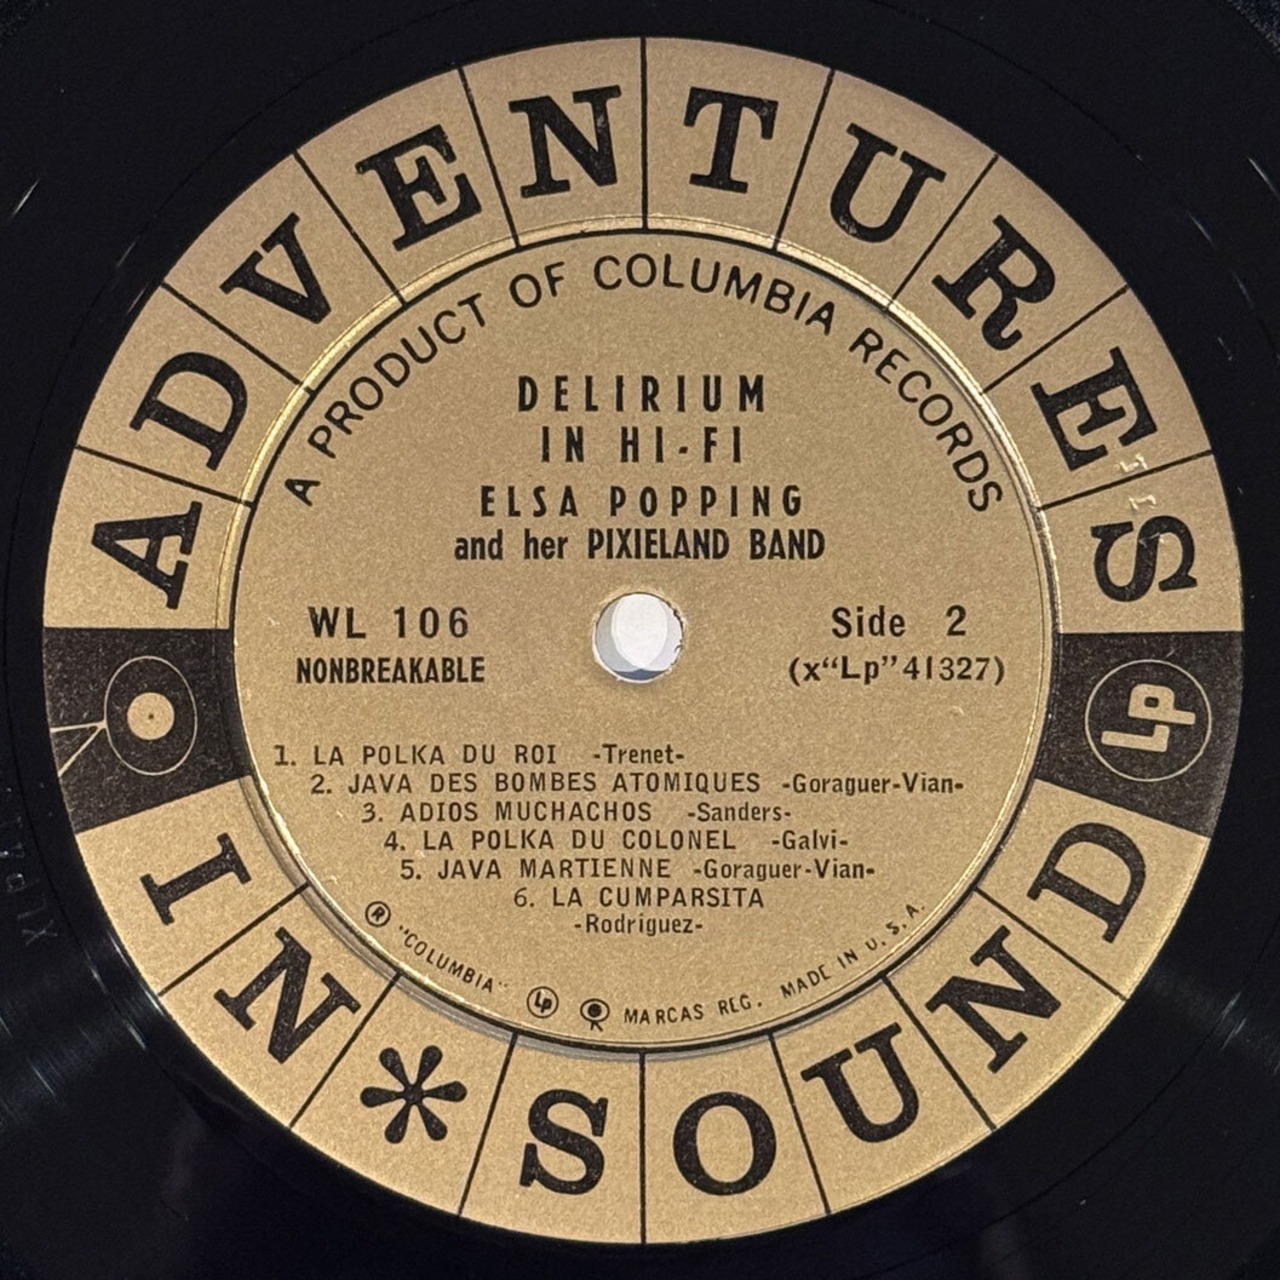 ADVENTURES
IN * SOUND
A PRODUCT OF COLUMBIA RECORDS
DELIRIUM
IN HI-FI
ELSA POPPING
and her PIXIELAND BAND
WL 106
NONBREAKABLE
Side 2
(x“Lp”41327)
Lp
1. LA POLKA DU ROI -Trenet-
2. JAVA DES BOMBES ATOMIQUES -Goraguer-Vian-
3. ADIOS MUCHACHOS -Sanders-
4. LA POLKA DU COLONEL -Galvi-
5. JAVA MARTIENNE -Goraguer-Vian-
6. LA CUMPARSITA
-Rodriguez-
® "COLUMBIA" Lp MARCAS REG. MADE IN U. S. A.